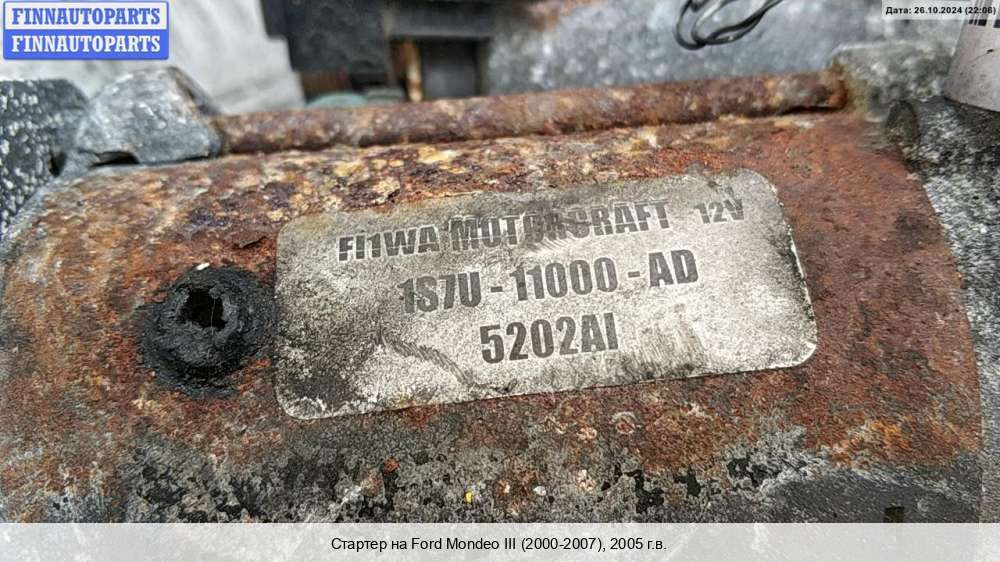 FINNAUTOPARTS
FINNAUTOPARTS
Дата: 26.10.2024 (22:06)
FI1WA MOTORCRAFT 12V
1S7U - 11000 - AD
5202AI
Стартер на Ford Mondeo III (2000-2007), 2005 г.в.